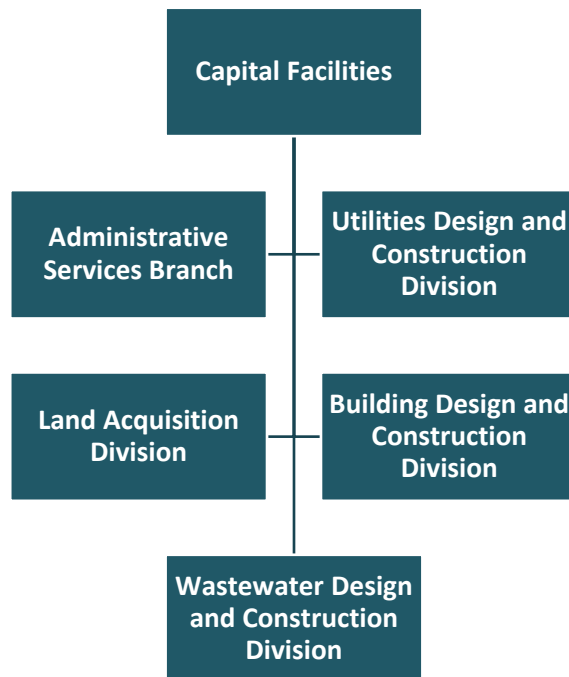 Capital Facilities
Administrative
Services Branch
Utilities Design and
Construction
Division
Land Acquisition
Division
Building Design and
Construction
Division
Wastewater Design
and Construction
Division